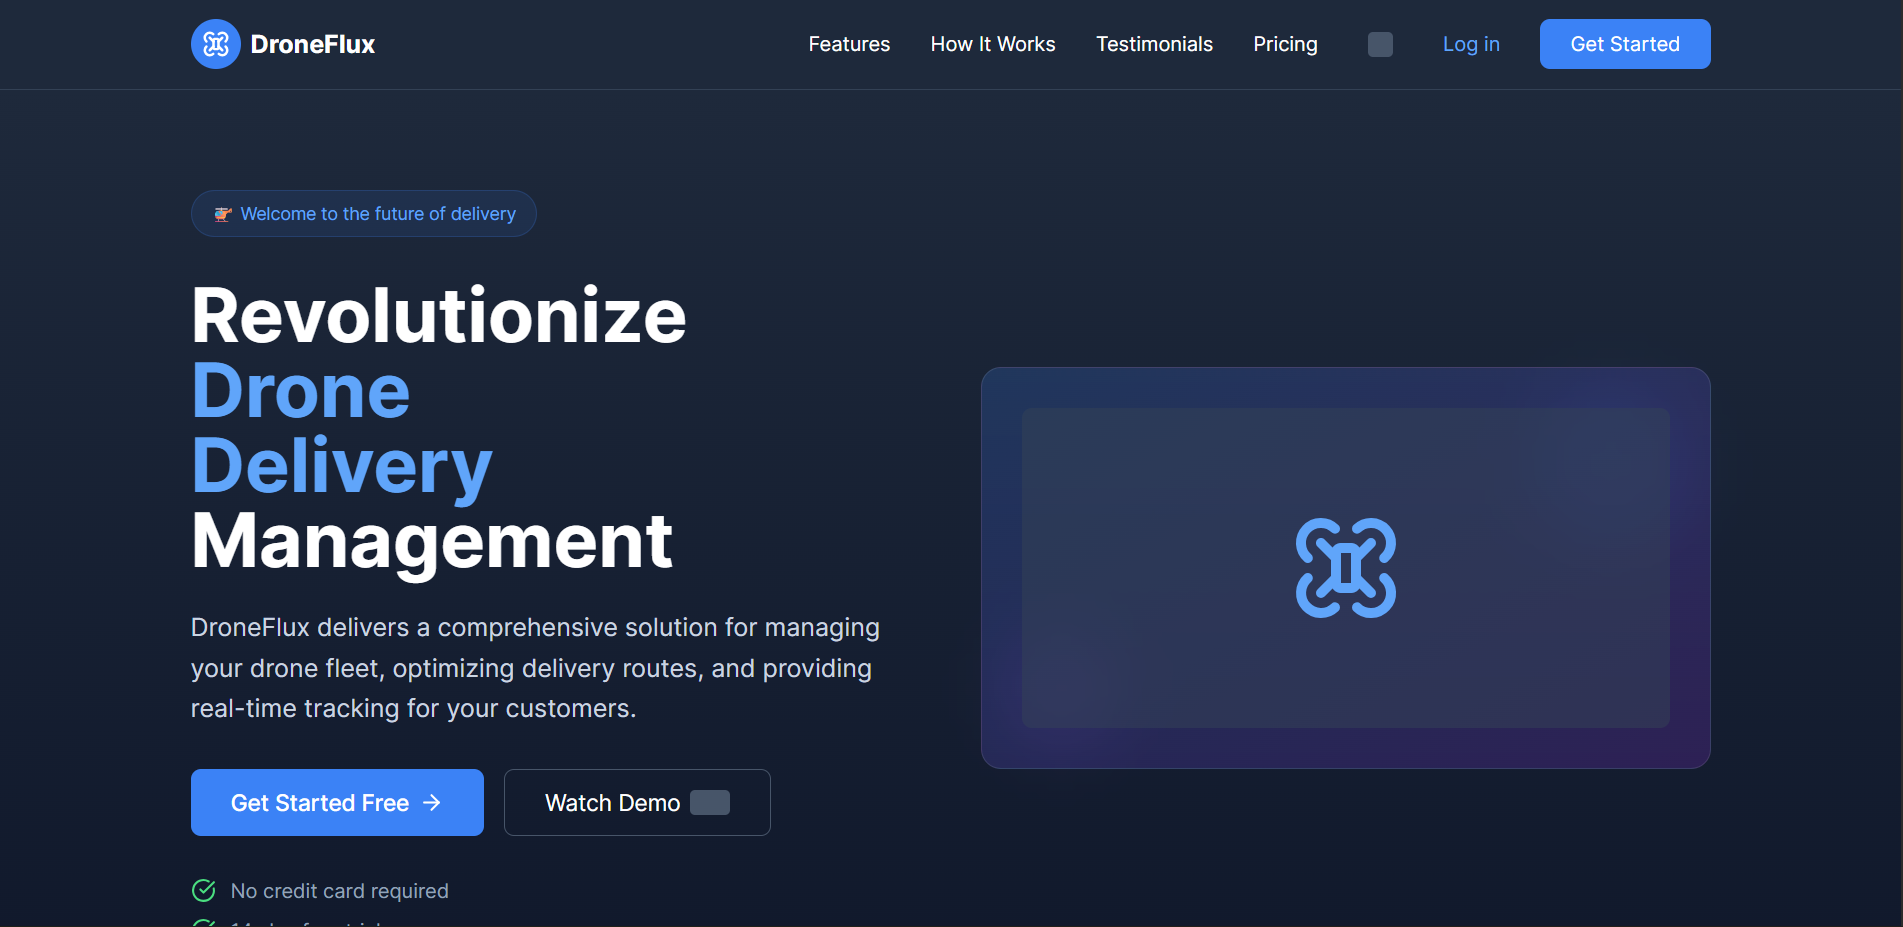 DroneFlux
Features
How It Works
Testimonials
Pricing
Log in
Get Started
Welcome to the future of delivery
Revolutionize
Drone
Delivery
Management
DroneFlux delivers a comprehensive solution for managing
your drone fleet, optimizing delivery routes, and providing
real-time tracking for your customers.
Get Started Free →
Watch Demo
No credit card required